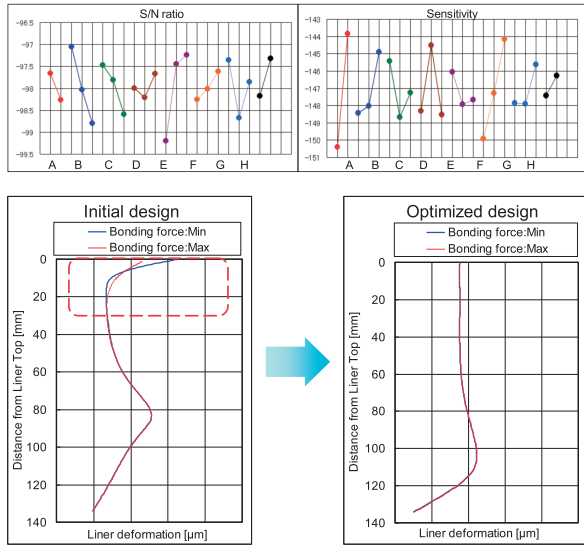 S/N ratio
−96.5
−97
−97.5
−98
−98.5
−99
−99.5
A B C D E F G H
Sensitivity
−143
−144
−145
−146
−147
−148
−149
−150
−151
A B C D E F G H
Initial design
Bonding force:Min
Bonding force:Max
Distance from Liner Top [mm]
0
20
40
60
80
100
120
140
Liner deformation [µm]
Optimized design
Bonding force:Min
Bonding force:Max
Distance from Liner Top [mm]
0
20
40
60
80
100
120
140
Liner deformation [µm]